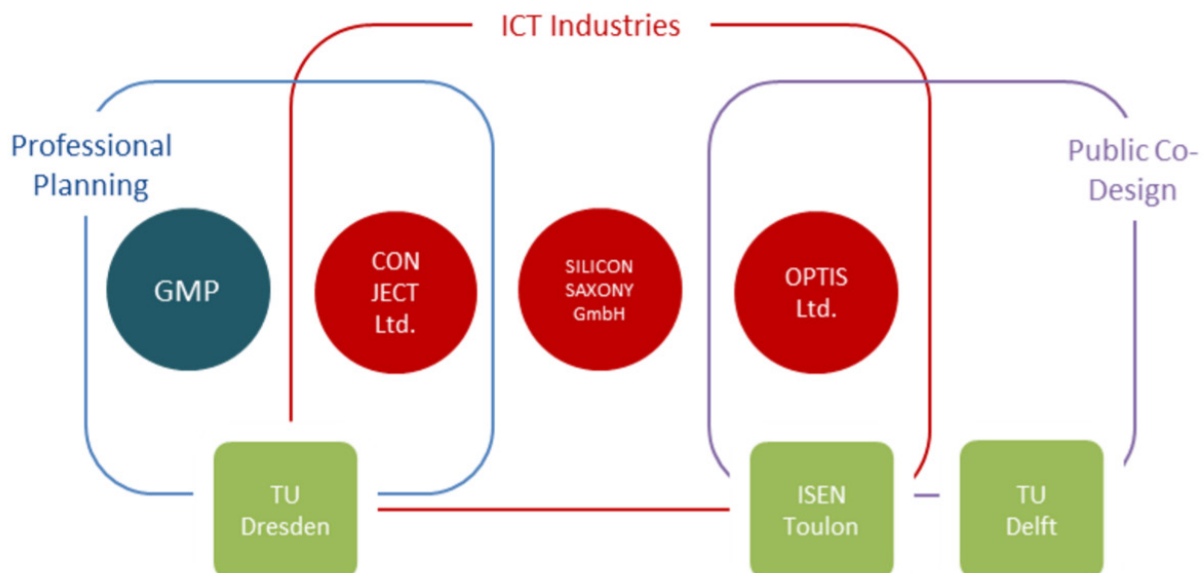 ICT Industries
Professional
Planning
Public Co-
Design
GMP
CON
JECT
Ltd.
SILICON
SAXONY
GmbH
OPTIS
Ltd.
TU
Dresden
ISEN
Toulon
TU
Delft